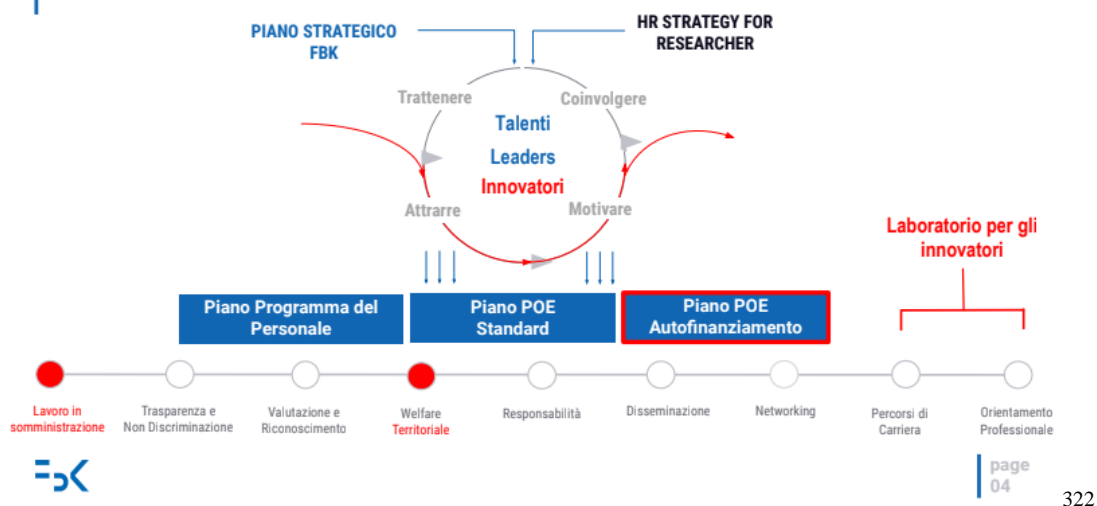 PIANO STRATEGICO
FBK
HR STRATEGY FOR
RESEARCHER
Trattenere
Coinvolgere
Talenti
Leaders
Innovatori
Attrarre
Motivare
Laboratorio per gli
innovatori
Piano Programma del
Personale
Piano POE
Standard
Piano POE
Autofinanziamento
Lavoro in
somministrazione
Trasparenza e
Non Discriminazione
Valutazione e
Riconoscimento
Welfare
Territoriale
Responsabilità
Disseminazione
Networking
Percorsi di
Carriera
Orientamento
Professionale
FBK
page
04
322